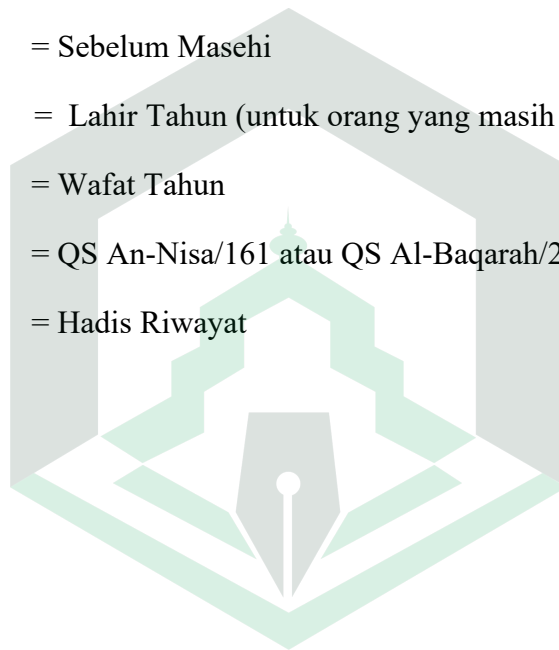 = Sebelum Masehi
= Lahir Tahun (untuk orang yang masih
= Wafat Tahun
= QS An-Nisa/161 atau QS Al-Baqarah/2
= Hadis Riwayat